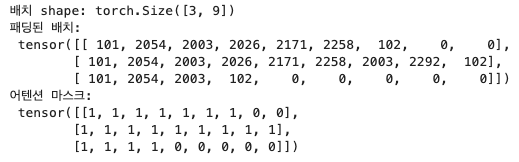 배치 shape: torch.Size([3, 9])
패딩된 배치:
tensor([[ 101, 2054, 2003, 2026, 2171, 2258,  102,    0,    0],
        [ 101, 2054, 2003, 2026, 2171, 2258, 2003, 2292,  102],
        [ 101, 2054, 2003,  102,    0,    0,    0,    0,    0]])
어텐션 마스크:
tensor([[1, 1, 1, 1, 1, 1, 1, 0, 0],
        [1, 1, 1, 1, 1, 1, 1, 1, 1],
        [1, 1, 1, 1, 0, 0, 0, 0, 0]])